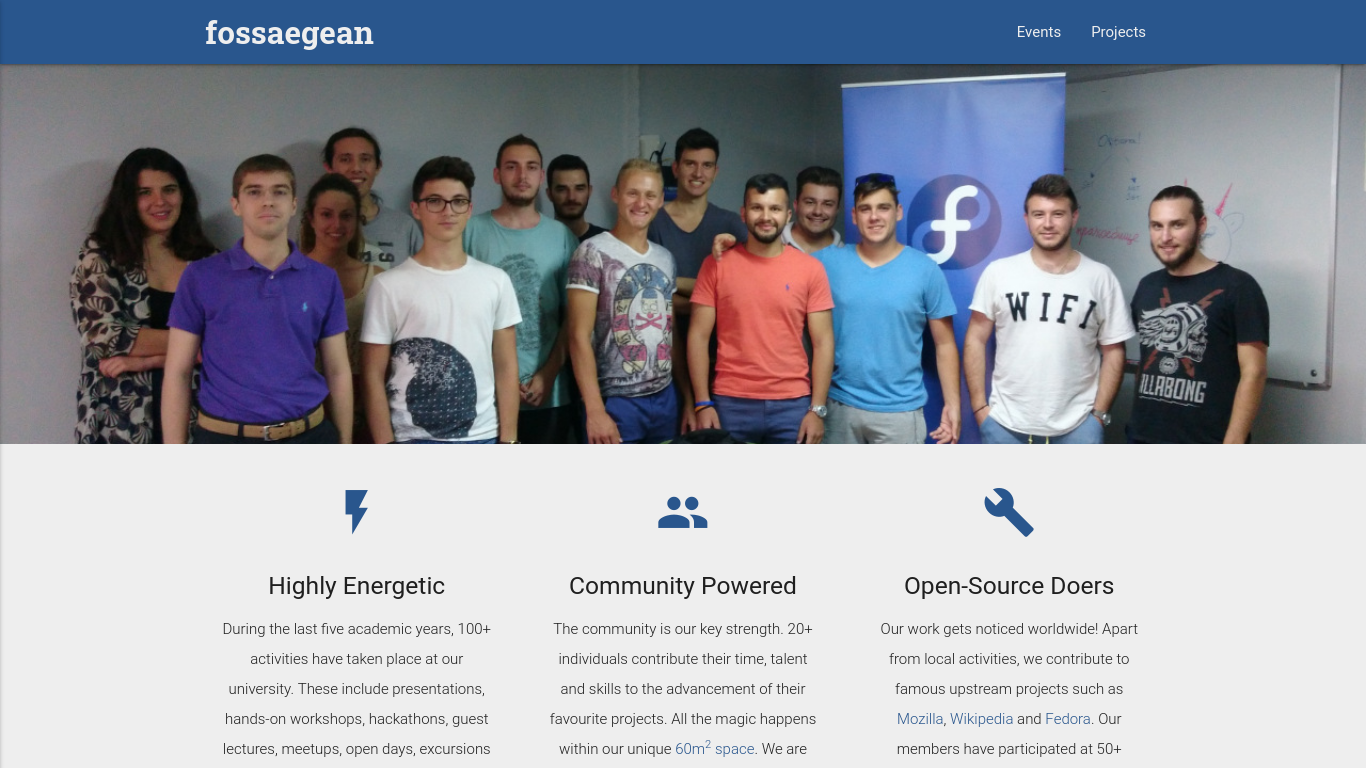 fossaegean
Events
Projects
WIFI
BILLABONG
Highly Energetic
During the last five academic years, 100+
activities have taken place at our
university. These include presentations,
hands-on workshops, hackathons, guest
lectures, meetups, open days, excursions
Community Powered
The community is our key strength. 20+
individuals contribute their time, talent
and skills to the advancement of their
favourite projects. All the magic happens
within our unique 60m² space. We are
Open-Source Doers
Our work gets noticed worldwide! Apart
from local activities, we contribute to
famous upstream projects such as
Mozilla, Wikipedia and Fedora. Our
members have participated at 50+